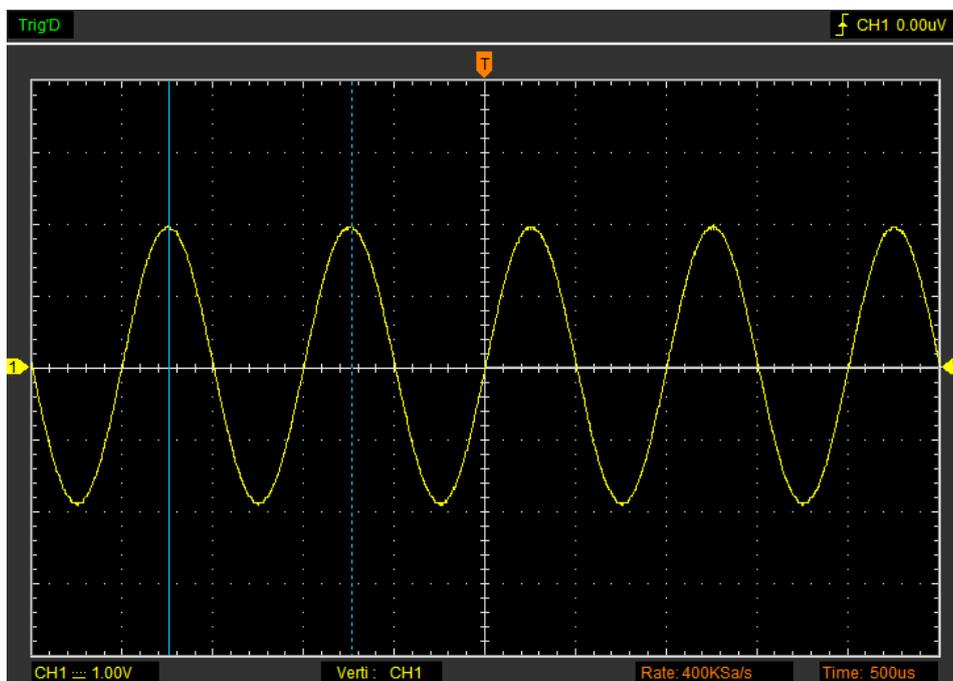 Trig'D
CH1 0.00uV
T
1
CH1 1.00V
Verti : CH1
Rate: 400KSa/s
Time: 500us